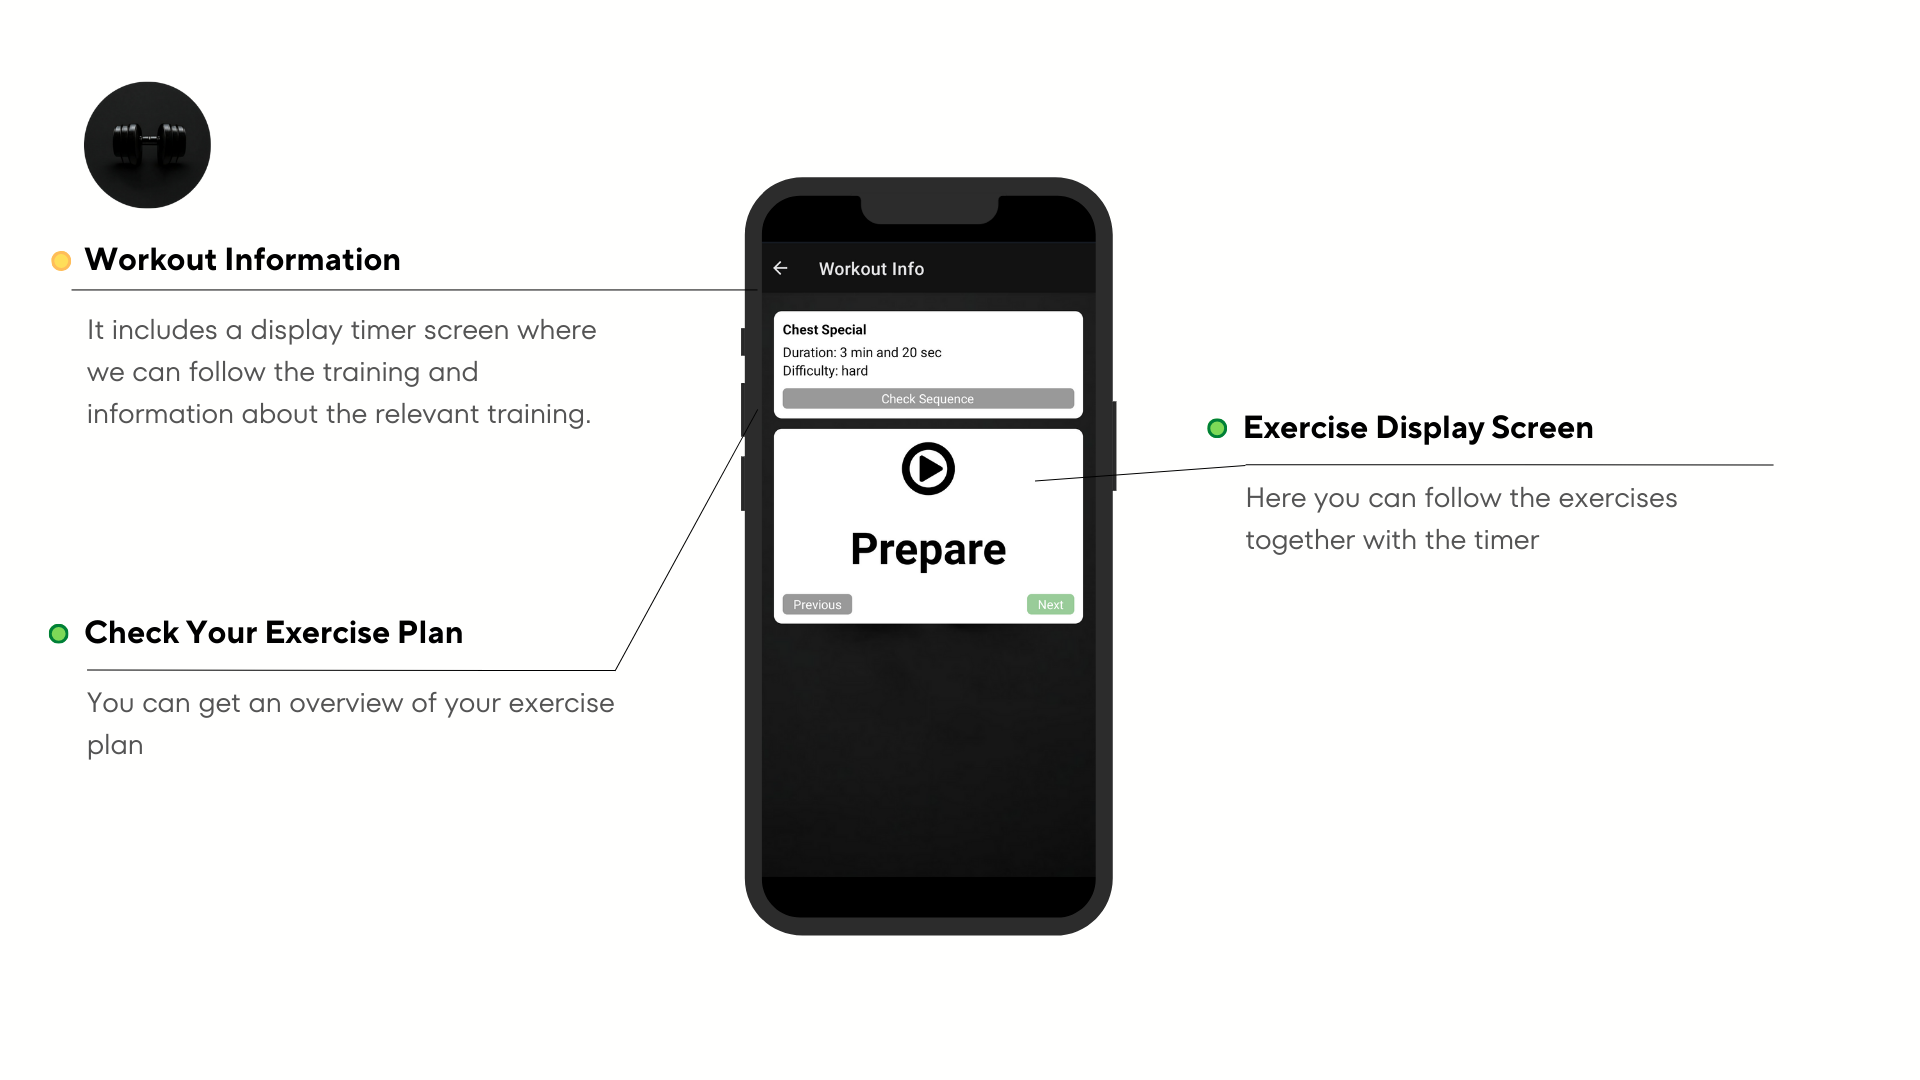 Workout Information
It includes a display timer screen where
we can follow the training and
information about the relevant training.
Check Your Exercise Plan
You can get an overview of your exercise
plan
Workout Info
Chest Special
Duration: 3 min and 20 sec
Difficulty: hard
Check Sequence
Prepare
Previous
Next
Exercise Display Screen
Here you can follow the exercises
together with the timer